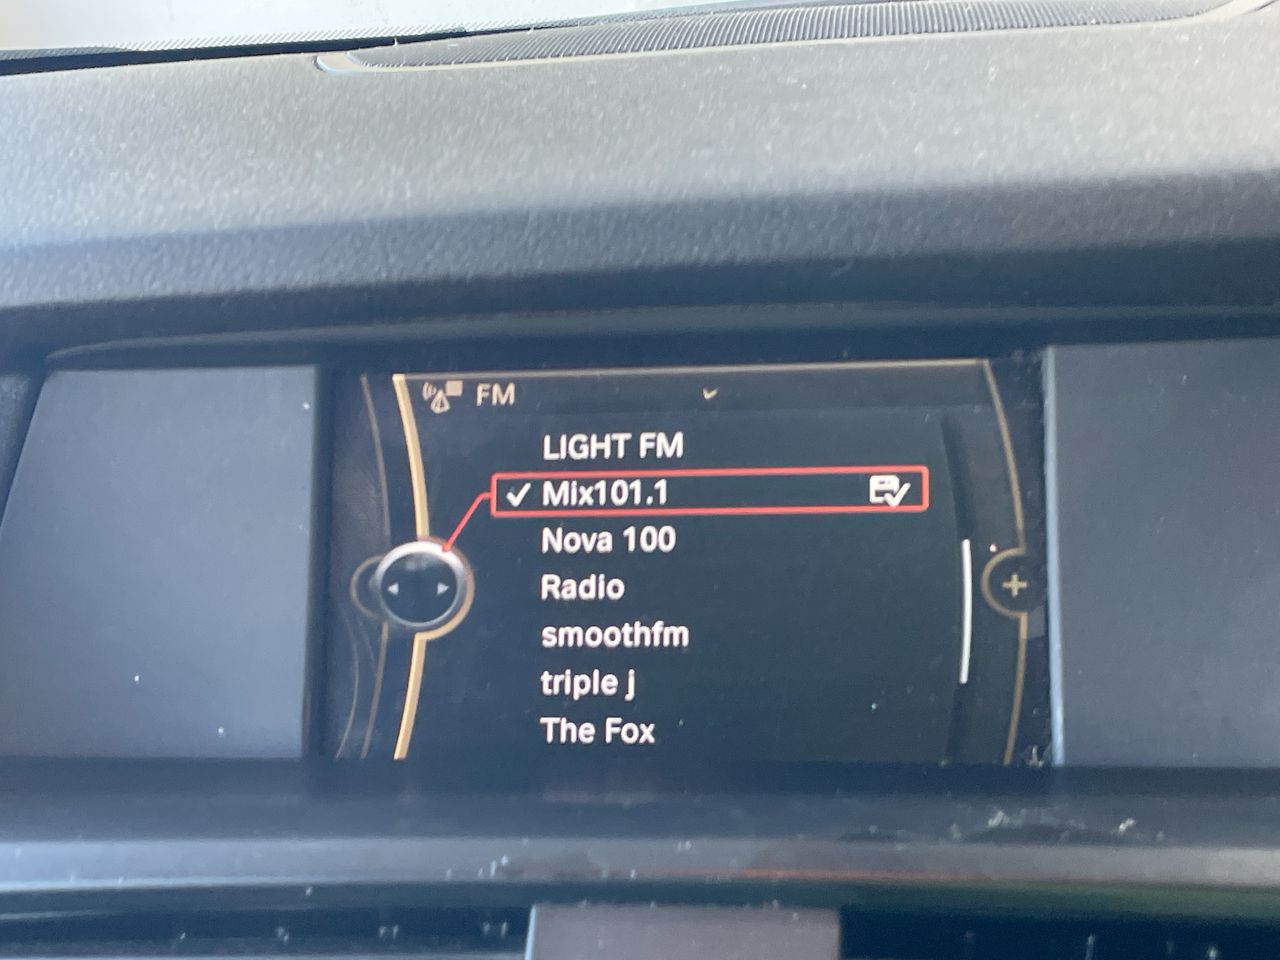 FM
LIGHT FM
Mix101.1
Nova 100
Radio
smoothfm
triple j
The Fox